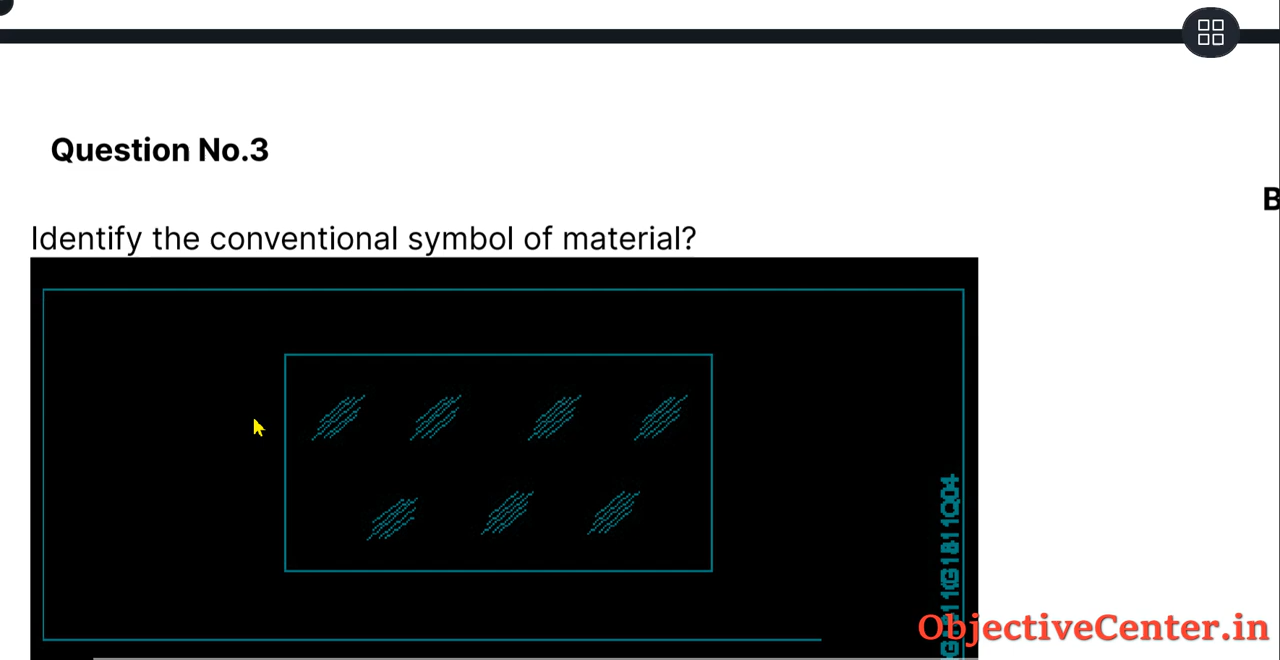 Question No.3
B
Identify the conventional symbol of material?
ObjectiveCenter.in